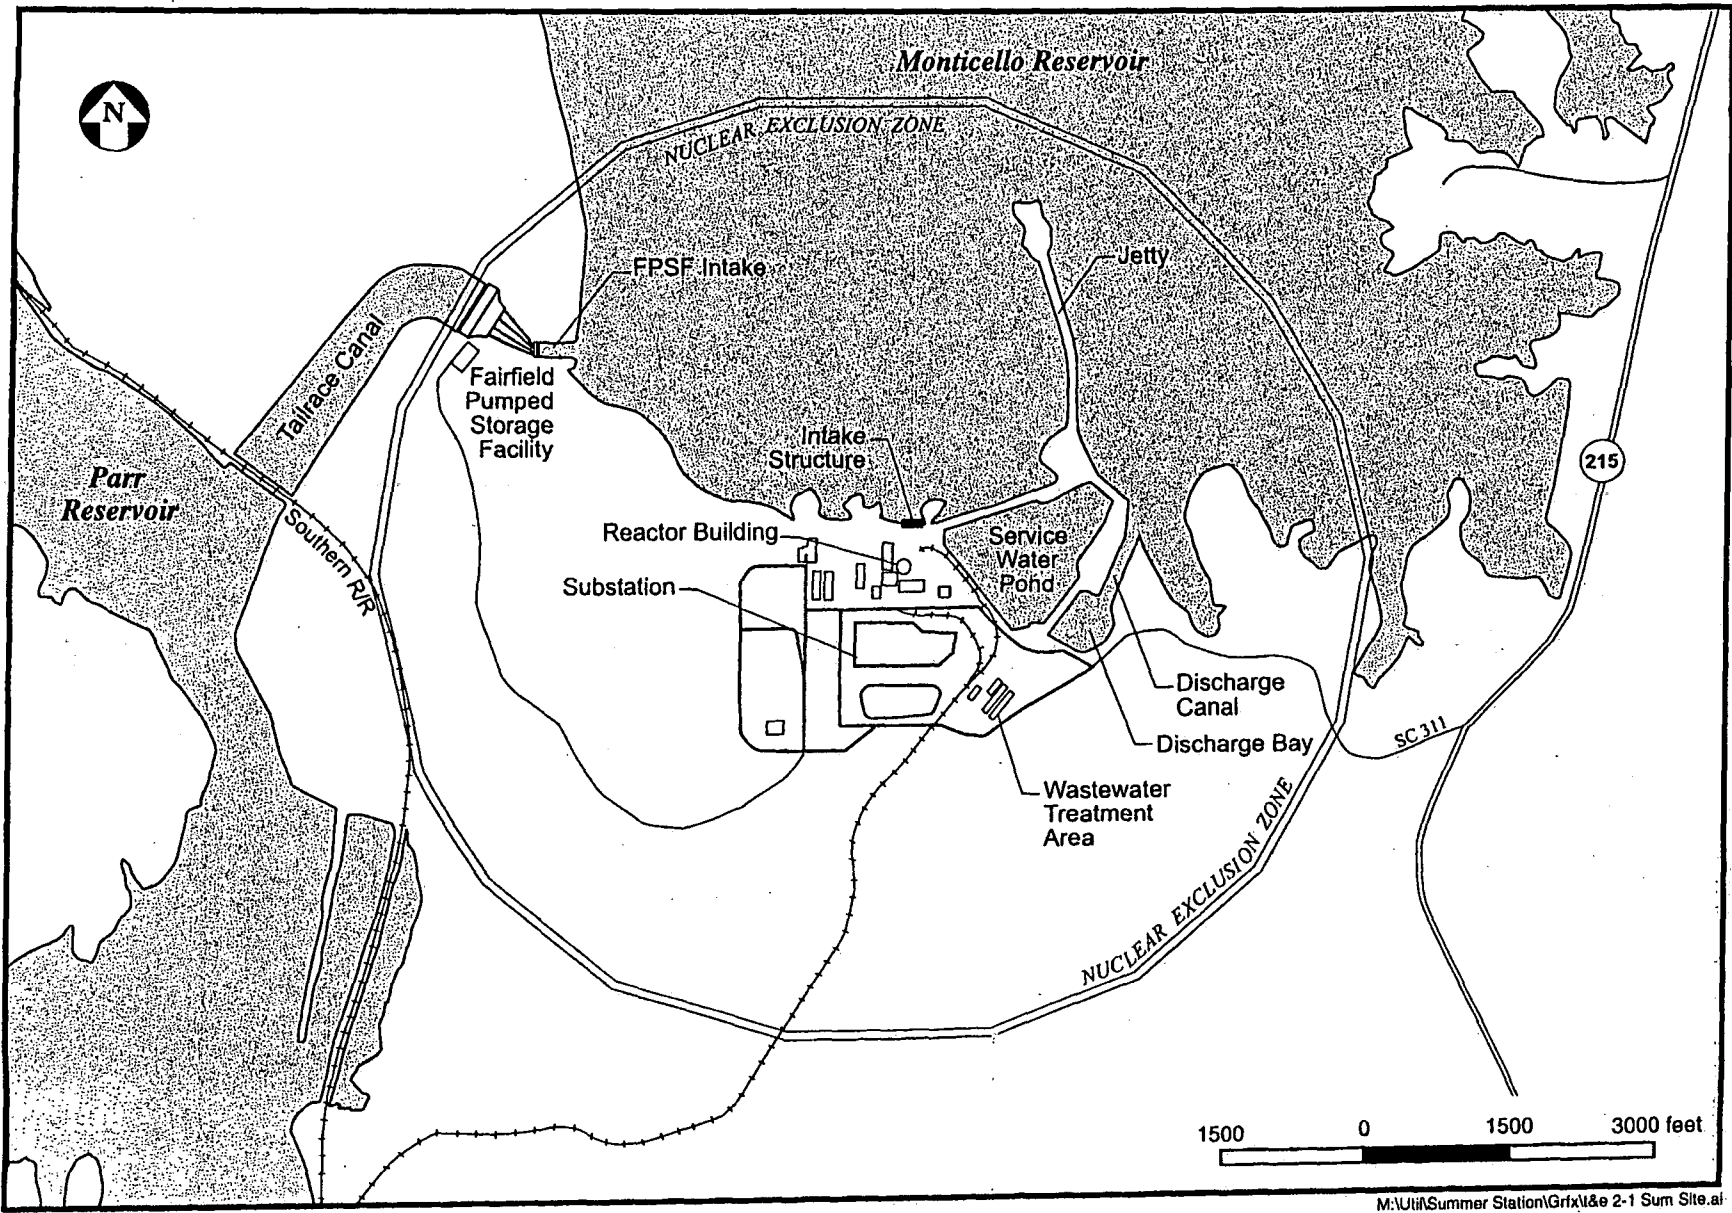 Monticello Reservoir
N
NUCLEAR EXCLUSION ZONE
FPSF Intake
Jetty
Tailrace Canal
Fairfield
Pumped
Storage
Facility
Intake
Structure
215
Parr
Reservoir
Southern R/R
Reactor Building
Service
Water
Pond
Substation
Discharge
Canal
SC 311
Discharge Bay
Wastewater
Treatment
Area
NUCLEAR EXCLUSION ZONE
1500 0 1500 3000 feet
M:\Util\Summer Station\Grfx\t&e 2-1 Sum Site.ai